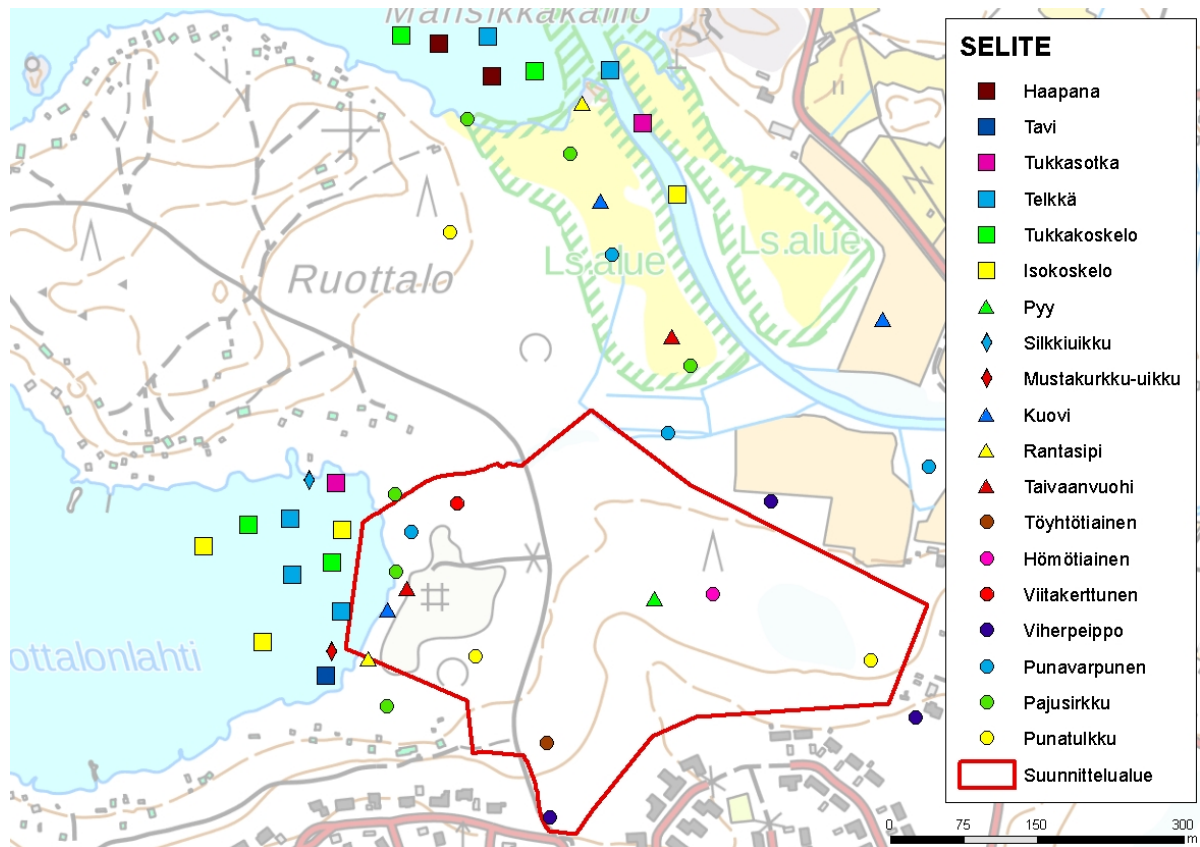 Mansikkakallio
Ruottalo
Ls.alue
Ls.alue
ottalonlahti
SELITE
Haapana
Tavi
Tukkasotka
Telkkä
Tukkakoskelo
Isokoskelo
Pyy
Silkkiuikku
Mustakurkku-uikku
Kuovi
Rantasipi
Taivaanvuohi
Töyhtötiainen
Hömötiainen
Viitakerttunen
Viherpeippo
Punavarpunen
Pajusirkku
Punatulkku
Suunnittelualue
0 75 150 300
m